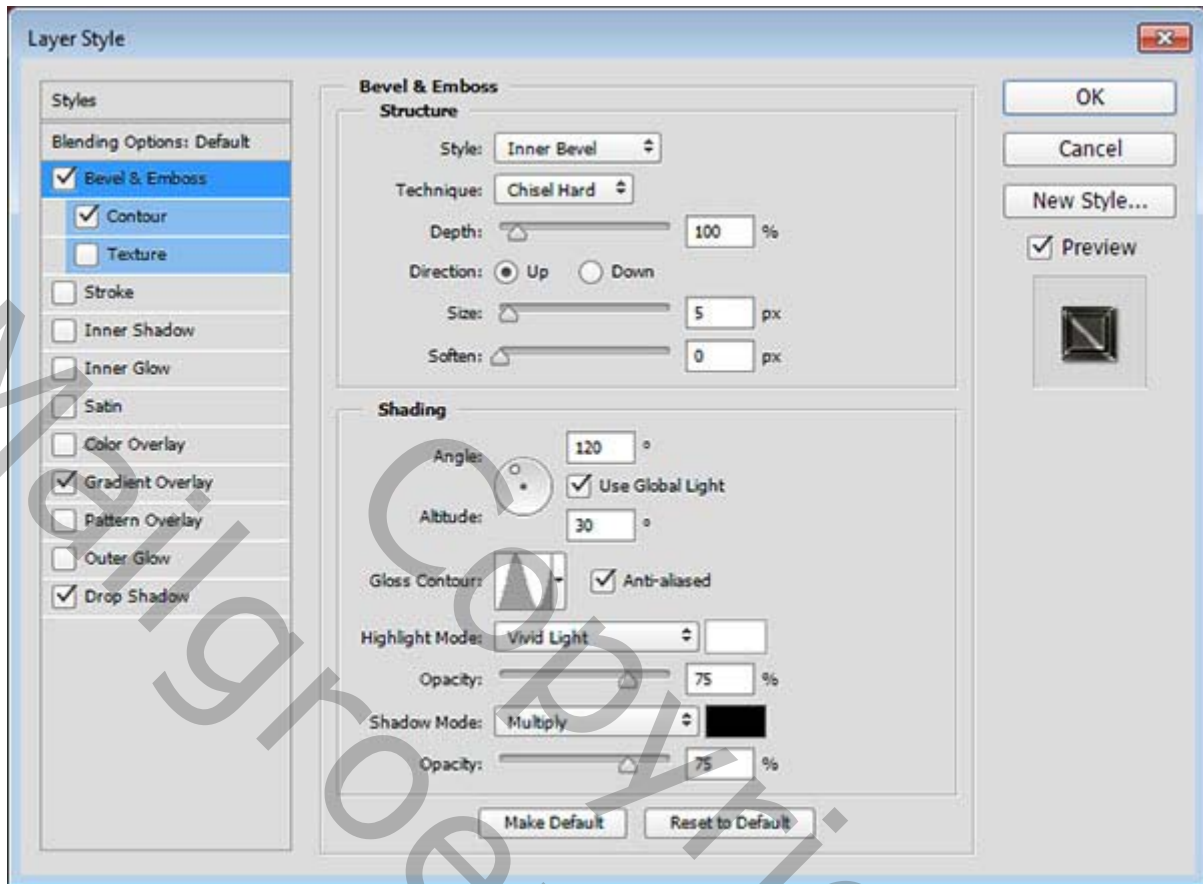 Layer Style
Styles
Blending Options: Default
Bevel & Emboss
Contour
Texture
Stroke
Inner Shadow
Inner Glow
Satin
Color Overlay
Gradient Overlay
Pattern Overlay
Outer Glow
Drop Shadow
Bevel & Emboss
Structure
Style: Inner Bevel
Technique: Chisel Hard
Depth: 100 %
Direction: Up Down
Size: 5 px
Soften: 0 px
Shading
Angle: 120 °
Use Global Light
Altitude: 30 °
Gloss Contour: Anti-aliased
Highlight Mode: Vivid Light
Opacity: 75 %
Shadow Mode: Multiply
Opacity: 75 %
Make Default Reset to Default
OK
Cancel
New Style...
Preview